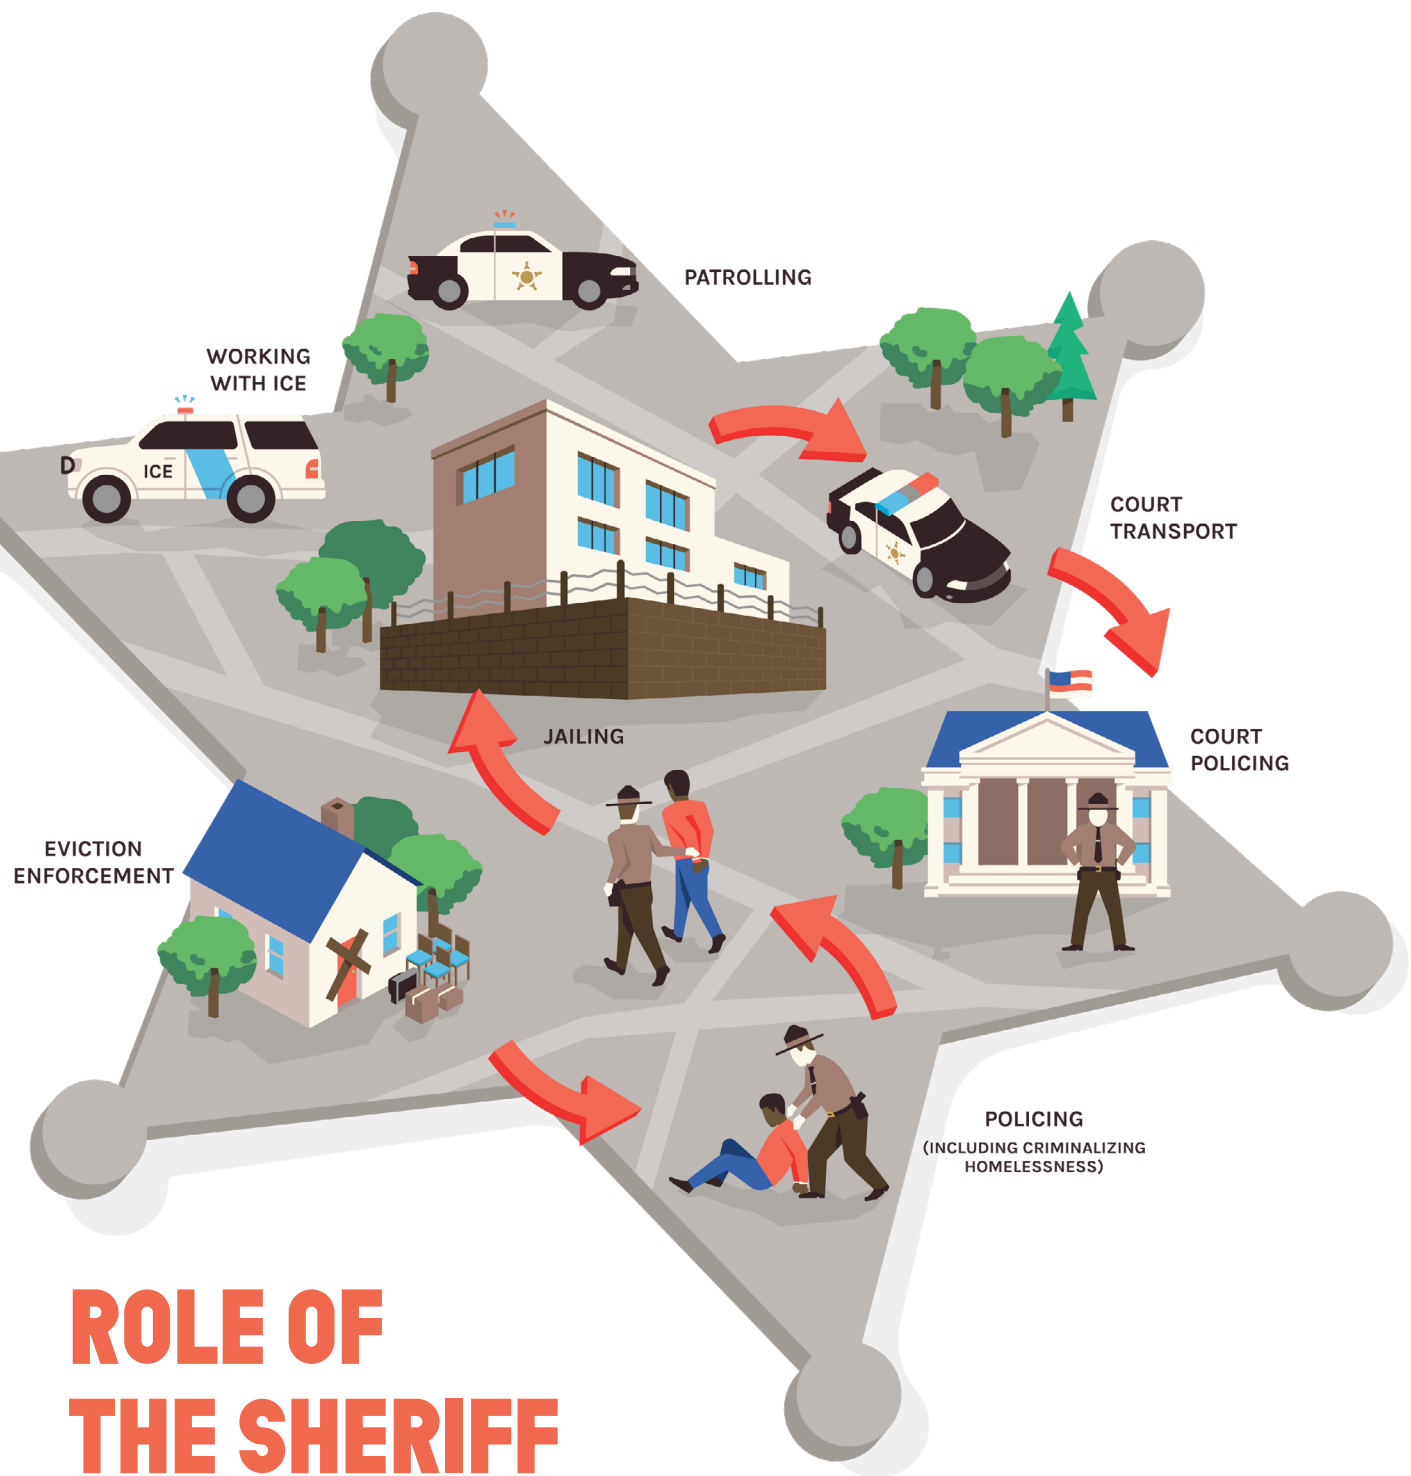 PATROLLING
WORKING
WITH ICE
D
ICE
COURT
TRANSPORT
JAILING
COURT
POLICING
EVICTION
ENFORCEMENT
POLICING
(INCLUDING CRIMINALIZING
HOMELESSNESS)
ROLE OF
THE SHERIFF